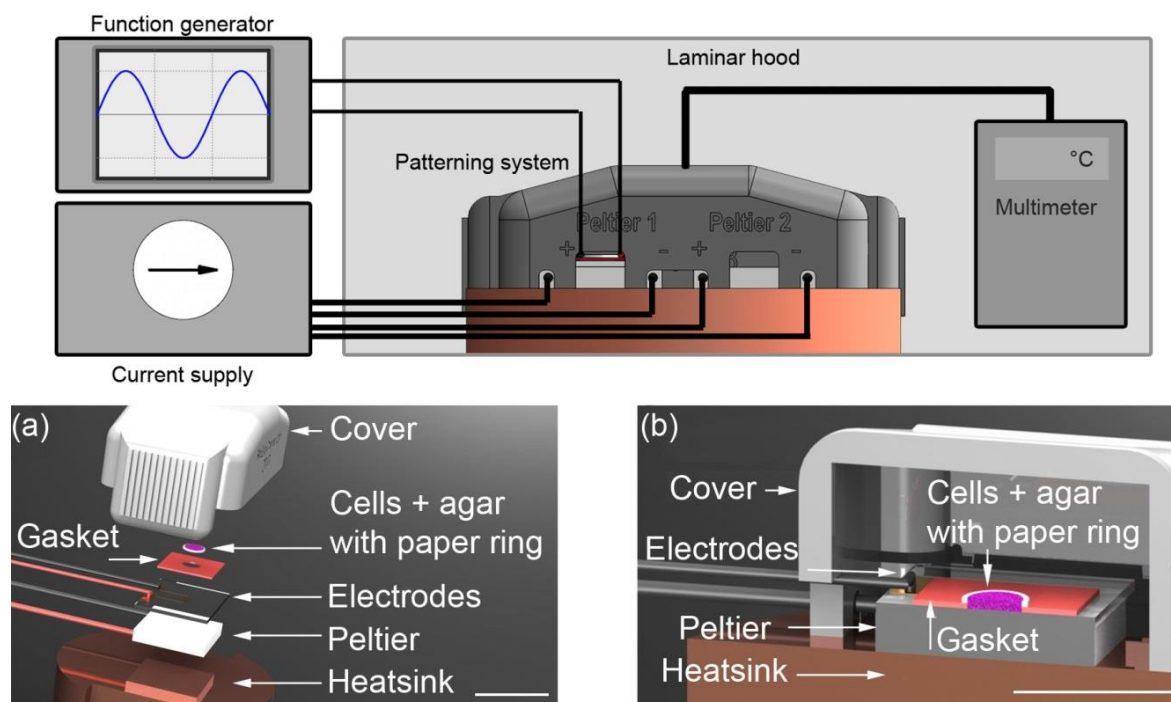 Function generator
Laminar hood
Patterning system
°C
Multimeter
Peltier 1
Peltier 2
+
-
+
-
Current supply
(a)
Cover
Cells + agar
with paper ring
Gasket
Electrodes
Peltier
Heatsink
(b)
Cover
Cells + agar
with paper ring
Electrodes
Peltier
Gasket
Heatsink